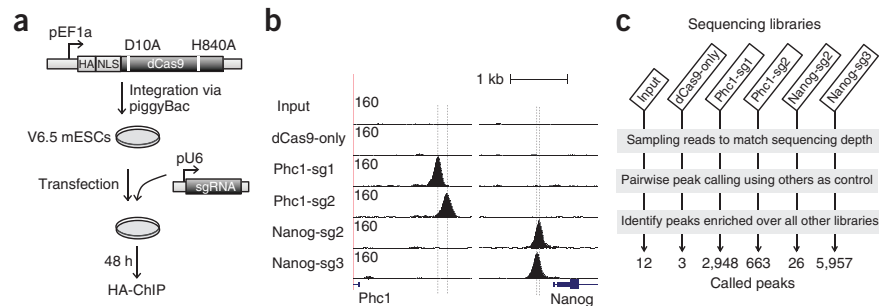 a
pEF1a
D10A H840A
HA NLS dCas9
Integration via
piggyBac
V6.5 mESCs
pU6
Transfection
sgRNA
48 h
HA-ChIP
b
1 kb
Input 160
dCas9-only 160
Phc1-sg1 160
Phc1-sg2 160
Nanog-sg2 160
Nanog-sg3 160
Phc1 Nanog
c
Sequencing libraries
Input
dCas9-only
Phc1-sg1
Phc1-sg2
Nanog-sg2
Nanog-sg3
Sampling reads to match sequencing depth
Pairwise peak calling using others as control
Identify peaks enriched over all other libraries
12 3 2,948 663 26 5,957
Called peaks